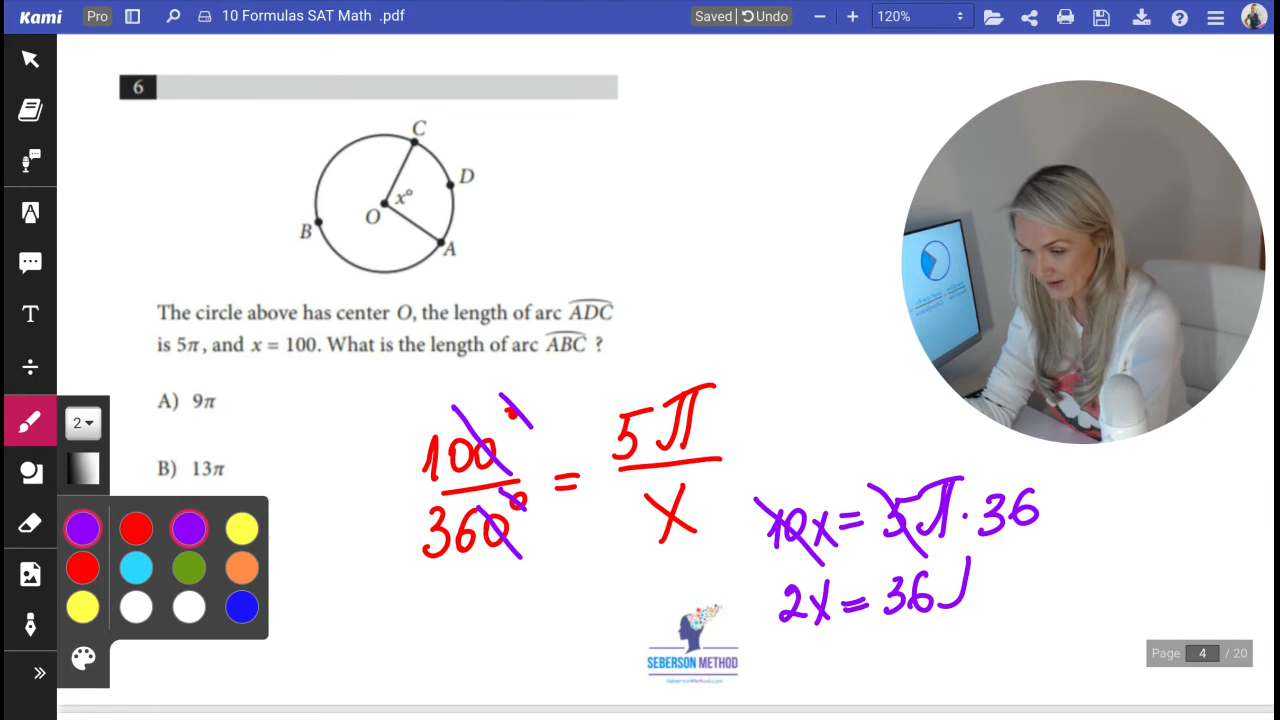 Kami Pro 10 Formulas SAT Math .pdf Saved Undo 120%
6
C
D
x°
O
B
A
The circle above has center O, the length of arc ADC
is 5π, and x = 100. What is the length of arc ABC ?
A) 9π
B) 13π
2
100° / 360° = 5π / x
10x = 5π · 36
2x = 36
SEBERSON METHOD
Page 4 / 20